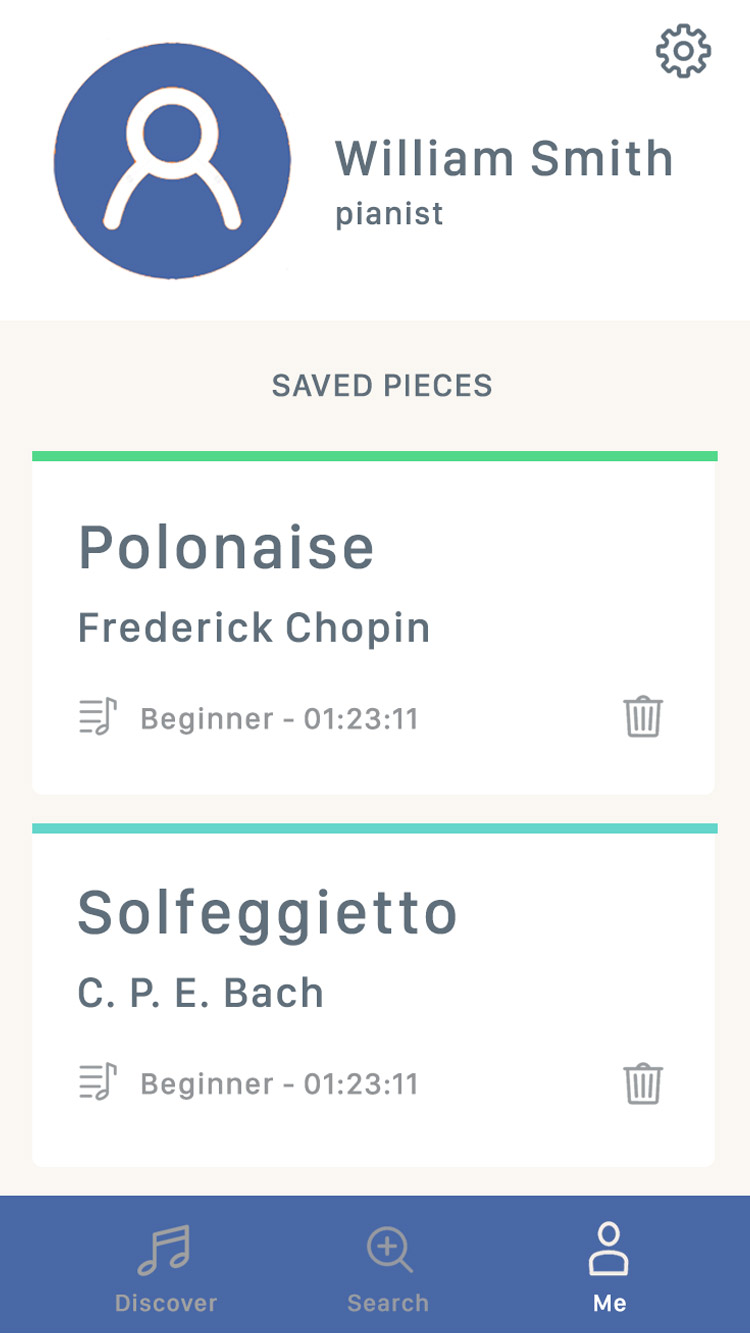 William Smith
pianist
SAVED PIECES
Polonaise
Frederick Chopin
Beginner - 01:23:11
Solfeggietto
C. P. E. Bach
Beginner - 01:23:11
Discover Search Me